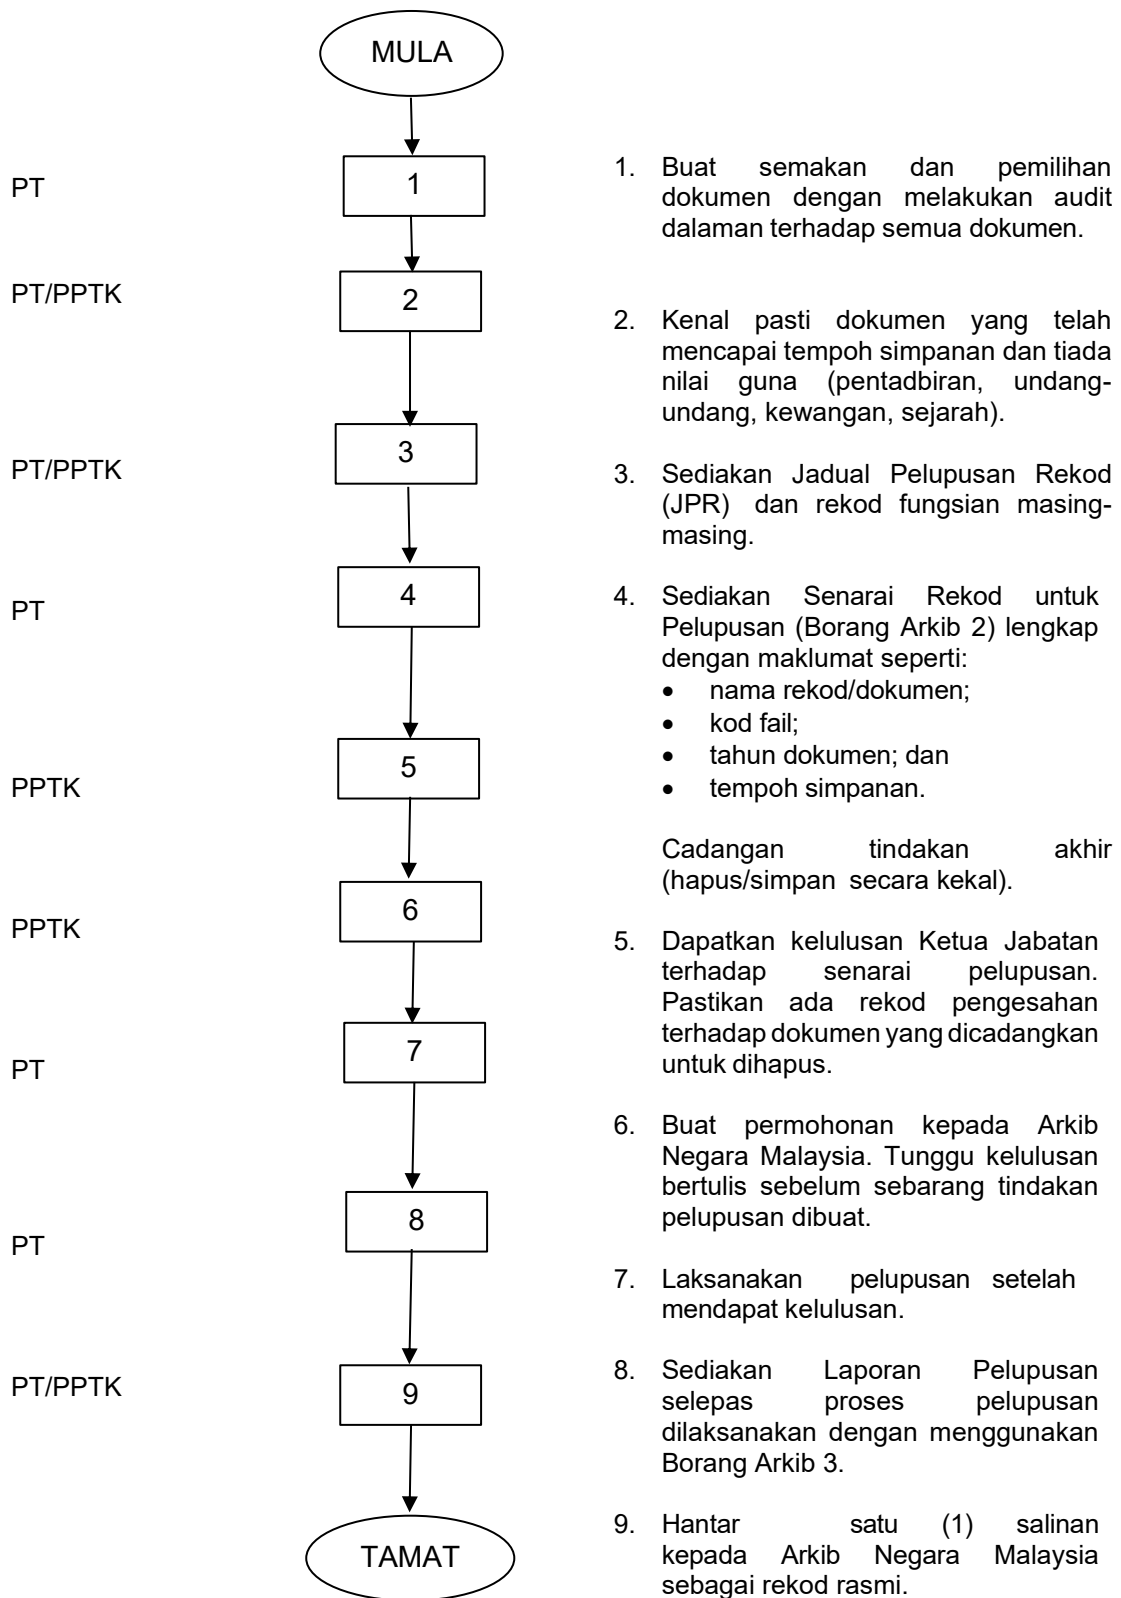 MULA
PT
1
1. Buat semakan dan pemilihan
dokumen dengan melakukan audit
dalaman terhadap semua dokumen.
PT/PPTK
2
2. Kenal pasti dokumen yang telah
mencapai tempoh simpanan dan tiada
nilai guna (pentadbiran, undang-
undang, kewangan, sejarah).
PT/PPTK
3
3. Sediakan Jadual Pelupusan Rekod
(JPR) dan rekod fungsian masing-
masing.
PT
4
4. Sediakan Senarai Rekod untuk
Pelupusan (Borang Arkib 2) lengkap
dengan maklumat seperti:
• nama rekod/dokumen;
• kod fail;
• tahun dokumen; dan
• tempoh simpanan.
Cadangan tindakan akhir
(hapus/simpan secara kekal).
PPTK
5
5. Dapatkan kelulusan Ketua Jabatan
terhadap senarai pelupusan.
Pastikan ada rekod pengesahan
terhadap dokumen yang dicadangkan
untuk dihapus.
PPTK
6
6. Buat permohonan kepada Arkib
Negara Malaysia. Tunggu kelulusan
bertulis sebelum sebarang tindakan
pelupusan dibuat.
PT
7
7. Laksanakan pelupusan setelah
mendapat kelulusan.
PT
8
8. Sediakan Laporan Pelupusan
selepas proses pelupusan
dilaksanakan dengan menggunakan
Borang Arkib 3.
PT/PPTK
9
9. Hantar satu (1) salinan
kepada Arkib Negara Malaysia
sebagai rekod rasmi.
TAMAT